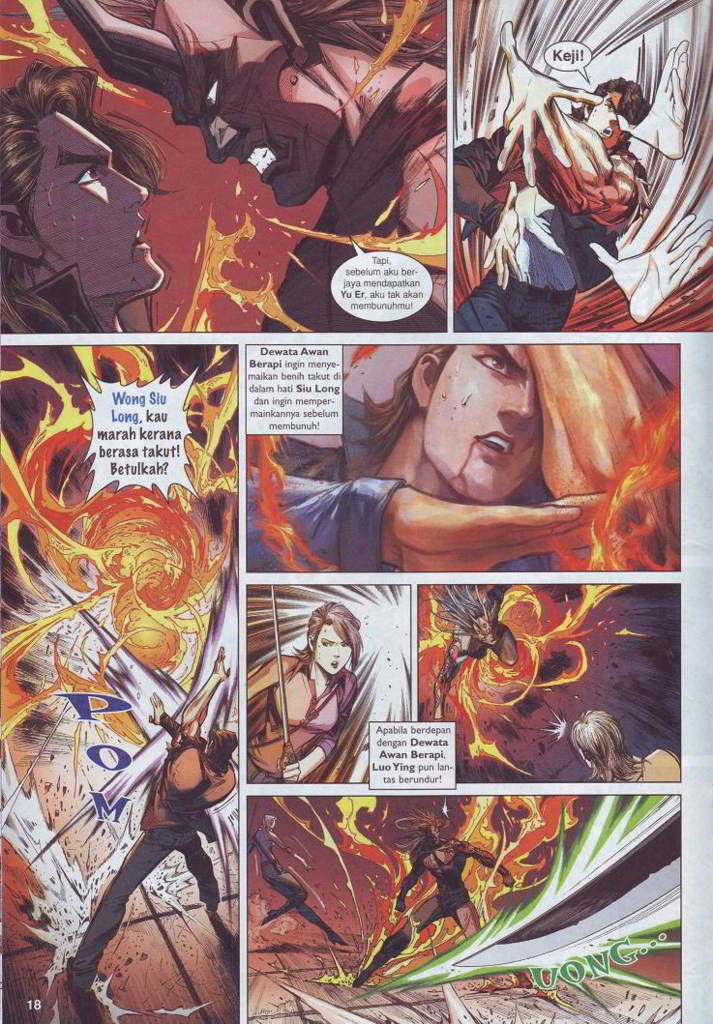 Tapi,
sebelum aku ber-
jaya mendapatkan
Yu Er, aku tak akan
membunuhmu!
Keji!
Wong Siu
Long, kau
marah kerana
berasa takut!
Betulkah?
POM
Dewata Awan
Berapi ingin menye-
maikan benih takut di
dalam hati Siu Long
dan ingin memper-
mainkannya sebelum
membunuh!
Apabila berdepan
dengan Dewata
Awan Berapi,
Luo Ying pun lan-
tas berundur!
UONG...
18